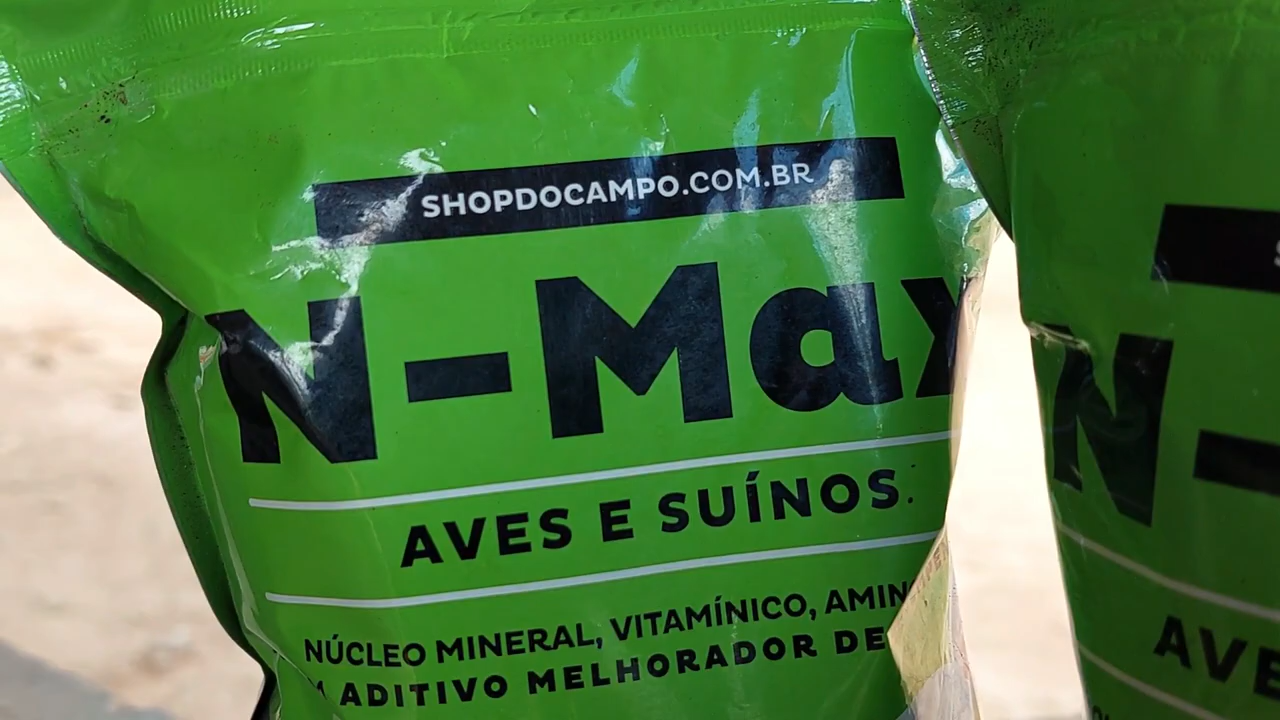 SHOPDOCAMPO.COM.BR
N-Max
AVES E SUÍNOS.
NÚCLEO MINERAL, VITAMÍNICO,
ADITIVO MELHORADOR DE
N-
AVE